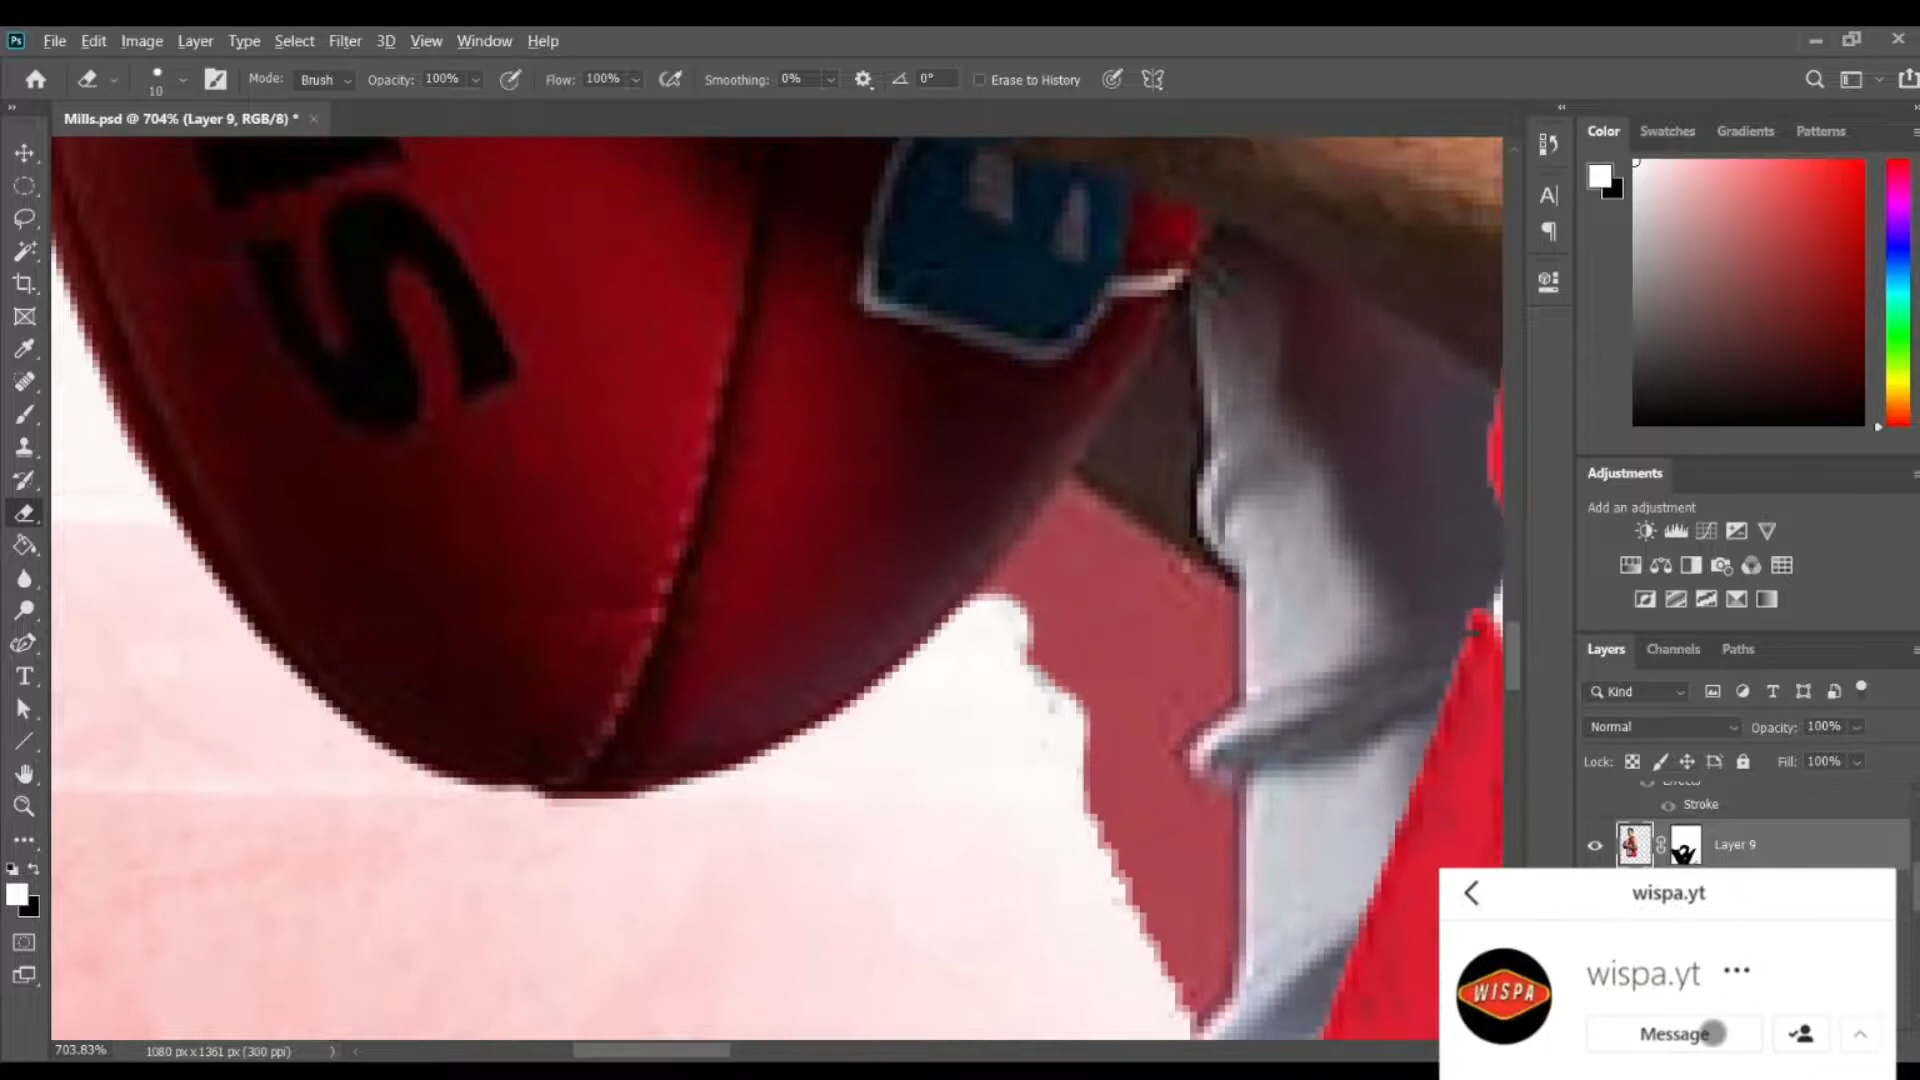 Ps File Edit Image Layer Type Select Filter 3D View Window Help
10 Mode: Brush Opacity: 100% Flow: 100% Smoothing: 0% 0° Erase to History
Mills.psd @ 704% (Layer 9, RGB/8) *
Color Swatches Gradients Patterns
Adjustments
Add an adjustment
Layers Channels Paths
Kind
Normal Opacity: 100%
Lock: Fill: 100%
Effects
Stroke
Layer 9
703.83% 1080 px x 1361 px (300 ppi)
wispa.yt
wispa.yt
WISPA
Message